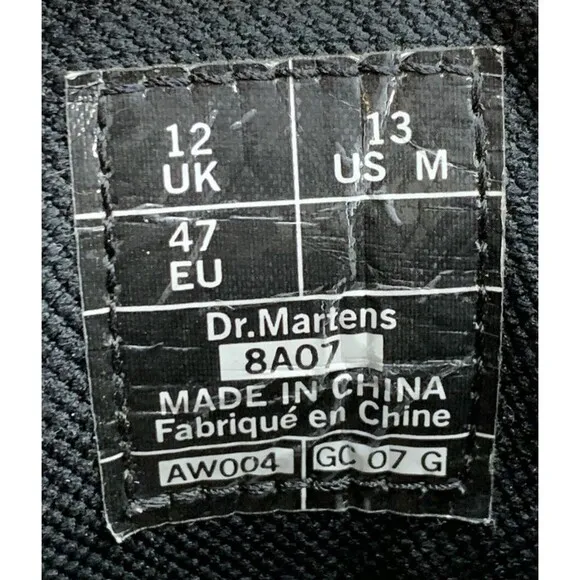 12
UK
13
US M
47
EU
Dr.Martens
8A07
MADE IN CHINA
Fabriqué en Chine
AW004
GC 07 G